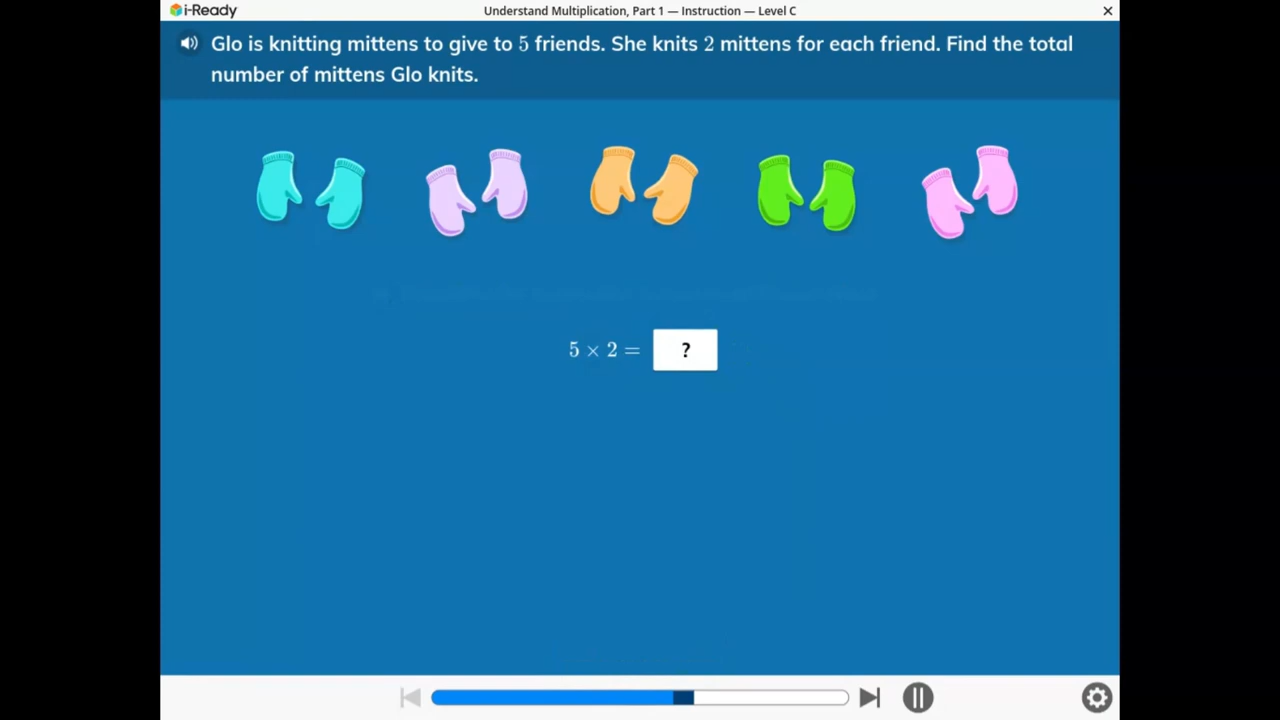 i-Ready
Understand Multiplication, Part 1 — Instruction — Level C
Glo is knitting mittens to give to 5 friends. She knits 2 mittens for each friend. Find the total
number of mittens Glo knits.
5 × 2 = ?